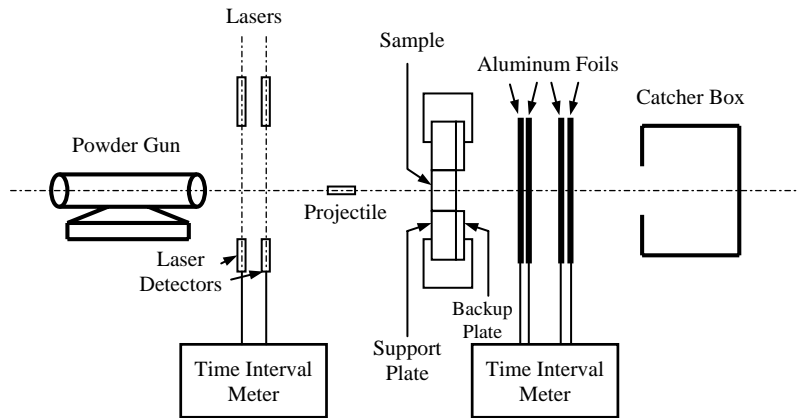 Lasers
Sample
Aluminum Foils
Catcher Box
Powder Gun
Projectile
Laser
Detectors
Backup
Plate
Support
Plate
Time Interval
Meter
Time Interval
Meter